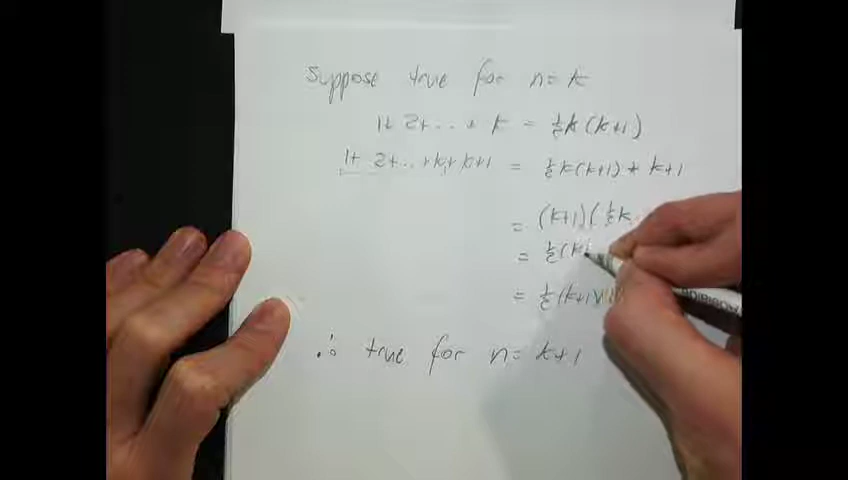 Suppose true for n = k
1 + 2 + ... + k = ½k(k+1)
1 + 2 + ... + k + k+1 = ½k(k+1) + k+1
= (k+1)(½k
= ½(k+
= ½(k+1)(
∴ true for n = k+1